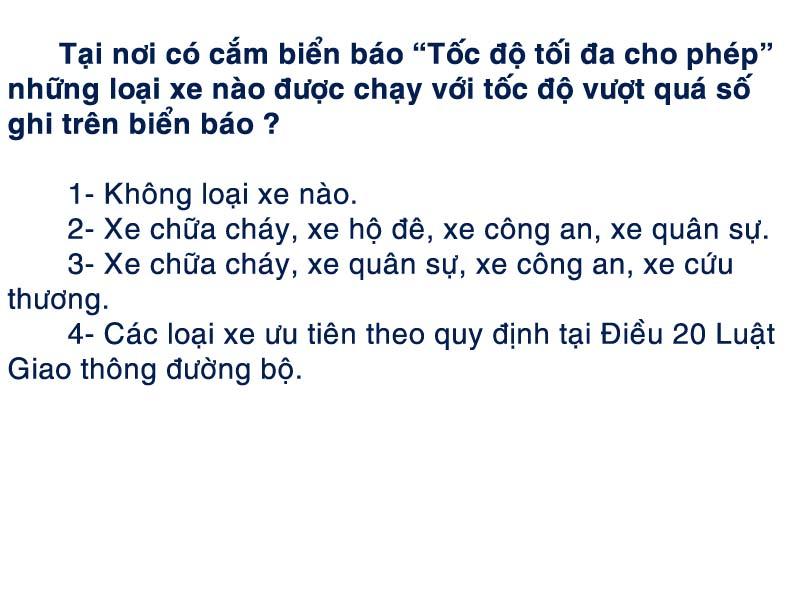 Tại nơi có cắm biển báo “Tốc độ tối đa cho phép”
những loại xe nào được chạy với tốc độ vượt quá số
ghi trên biển báo ?
1- Không loại xe nào.
2- Xe chữa cháy, xe hộ đê, xe công an, xe quân sự.
3- Xe chữa cháy, xe quân sự, xe công an, xe cứu
thương.
4- Các loại xe ưu tiên theo quy định tại Điều 20 Luật
Giao thông đường bộ.